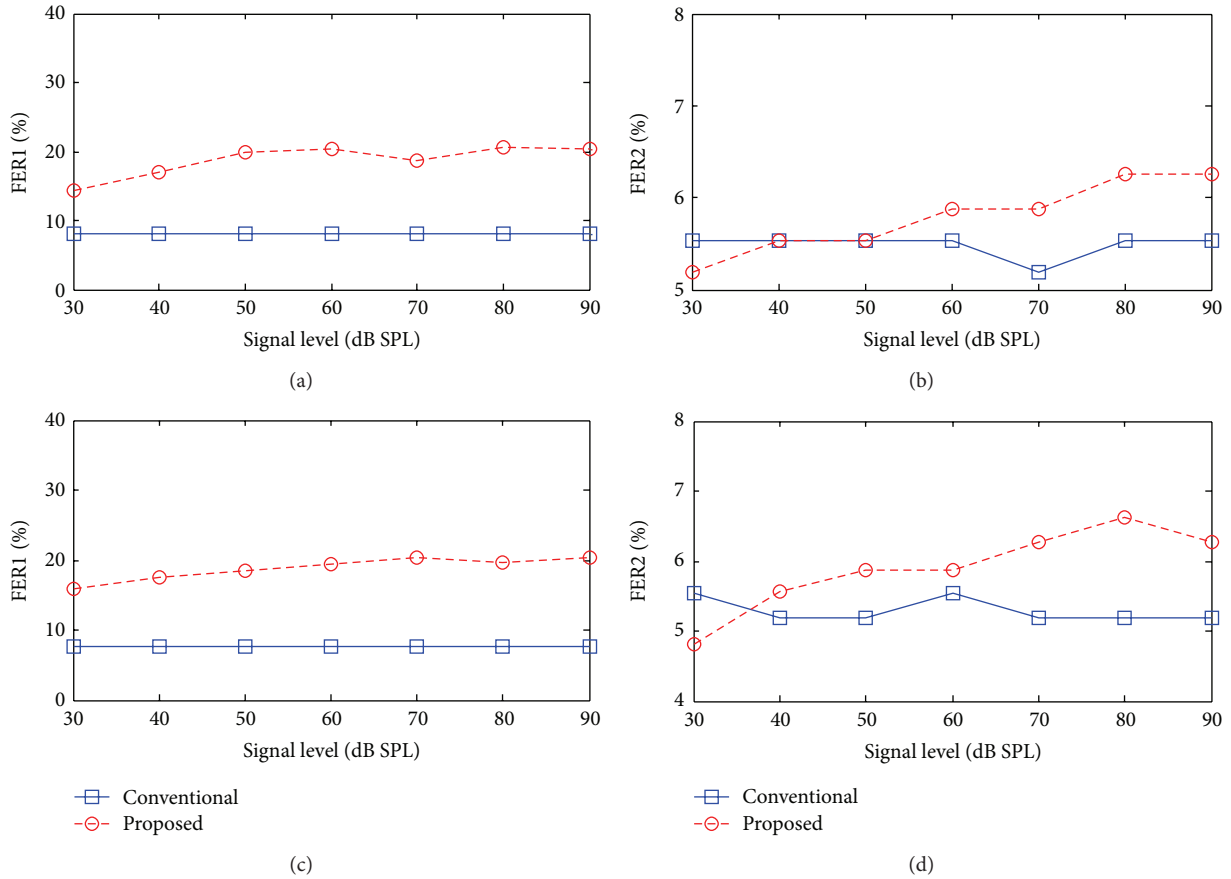 40
30
20
10
0
FER1 (%)
30 40 50 60 70 80 90
Signal level (dB SPL)
(a)
8
7
6
5
FER2 (%)
30 40 50 60 70 80 90
Signal level (dB SPL)
(b)
40
30
20
10
0
FER1 (%)
30 40 50 60 70 80 90
Signal level (dB SPL)
Conventional
Proposed
(c)
8
7
6
5
4
FER2 (%)
30 40 50 60 70 80 90
Signal level (dB SPL)
Conventional
Proposed
(d)